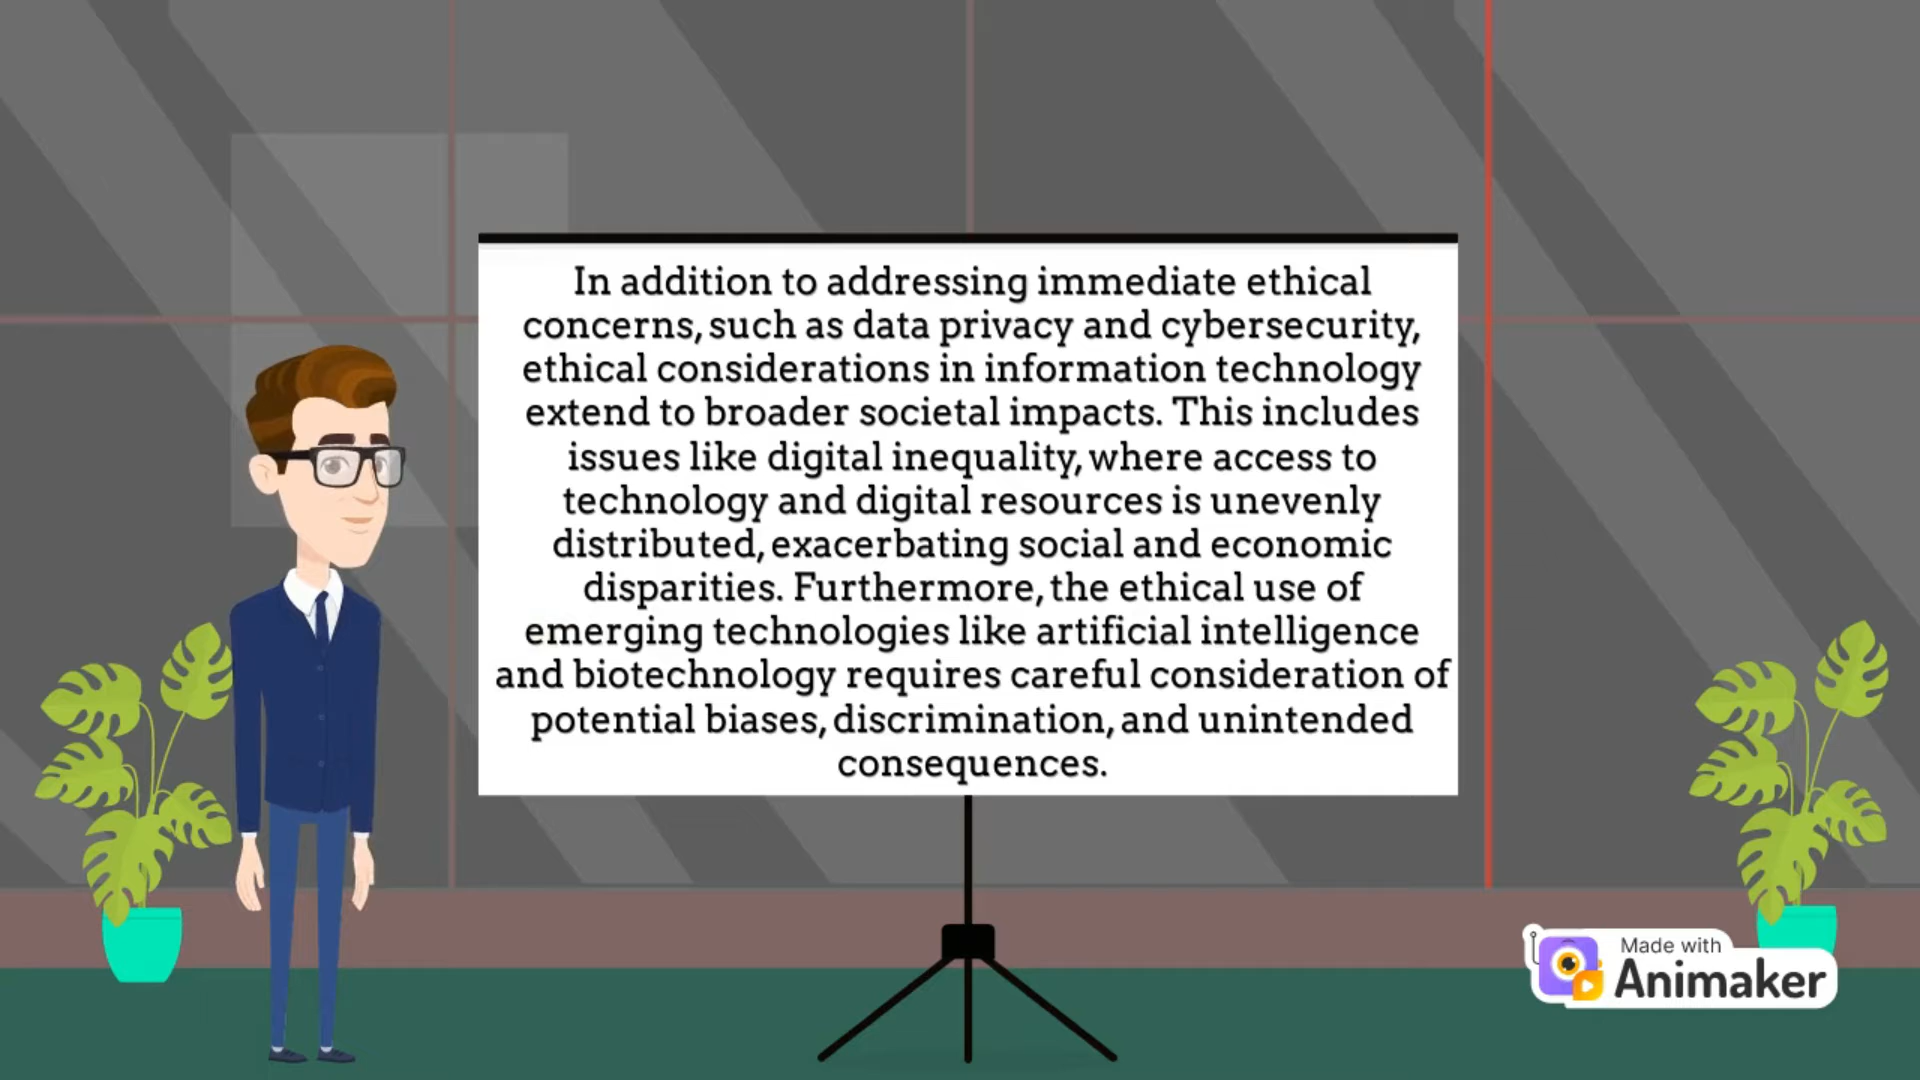 In addition to addressing immediate ethical
concerns, such as data privacy and cybersecurity,
ethical considerations in information technology
extend to broader societal impacts. This includes
issues like digital inequality, where access to
technology and digital resources is unevenly
distributed, exacerbating social and economic
disparities. Furthermore, the ethical use of
emerging technologies like artificial intelligence
and biotechnology requires careful consideration of
potential biases, discrimination, and unintended
consequences.
Made with
Animaker